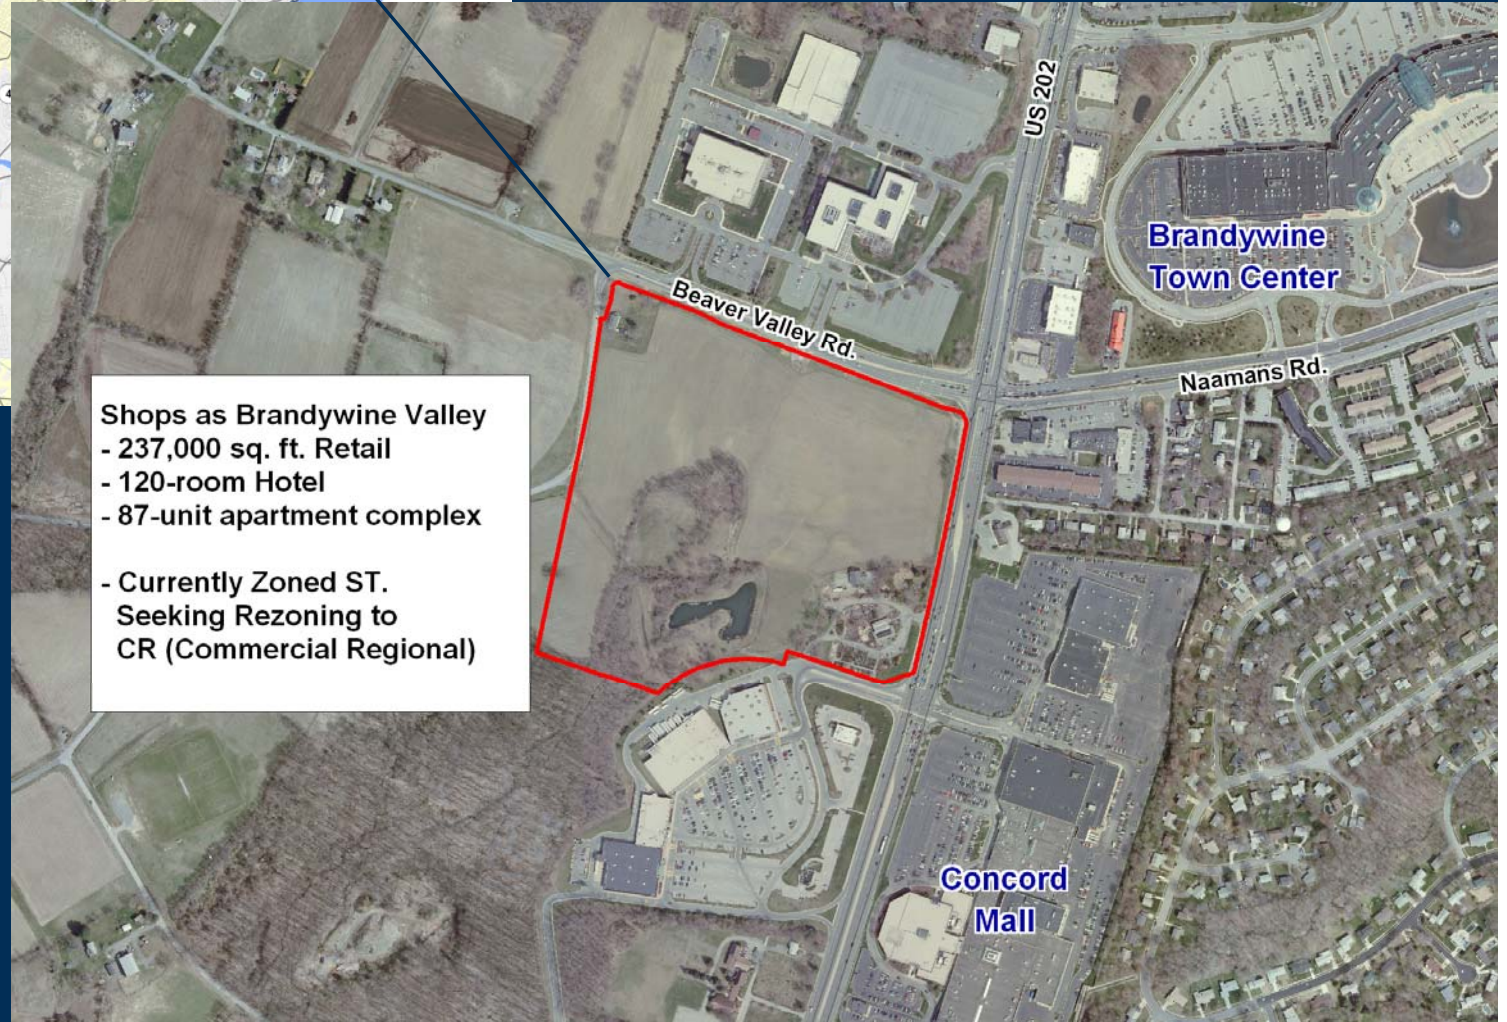 US 202
Brandywine
Town Center
Beaver Valley Rd.
Naamans Rd.
Shops as Brandywine Valley
- 237,000 sq. ft. Retail
- 120-room Hotel
- 87-unit apartment complex
- Currently Zoned ST.
Seeking Rezoning to
CR (Commercial Regional)
Concord
Mall